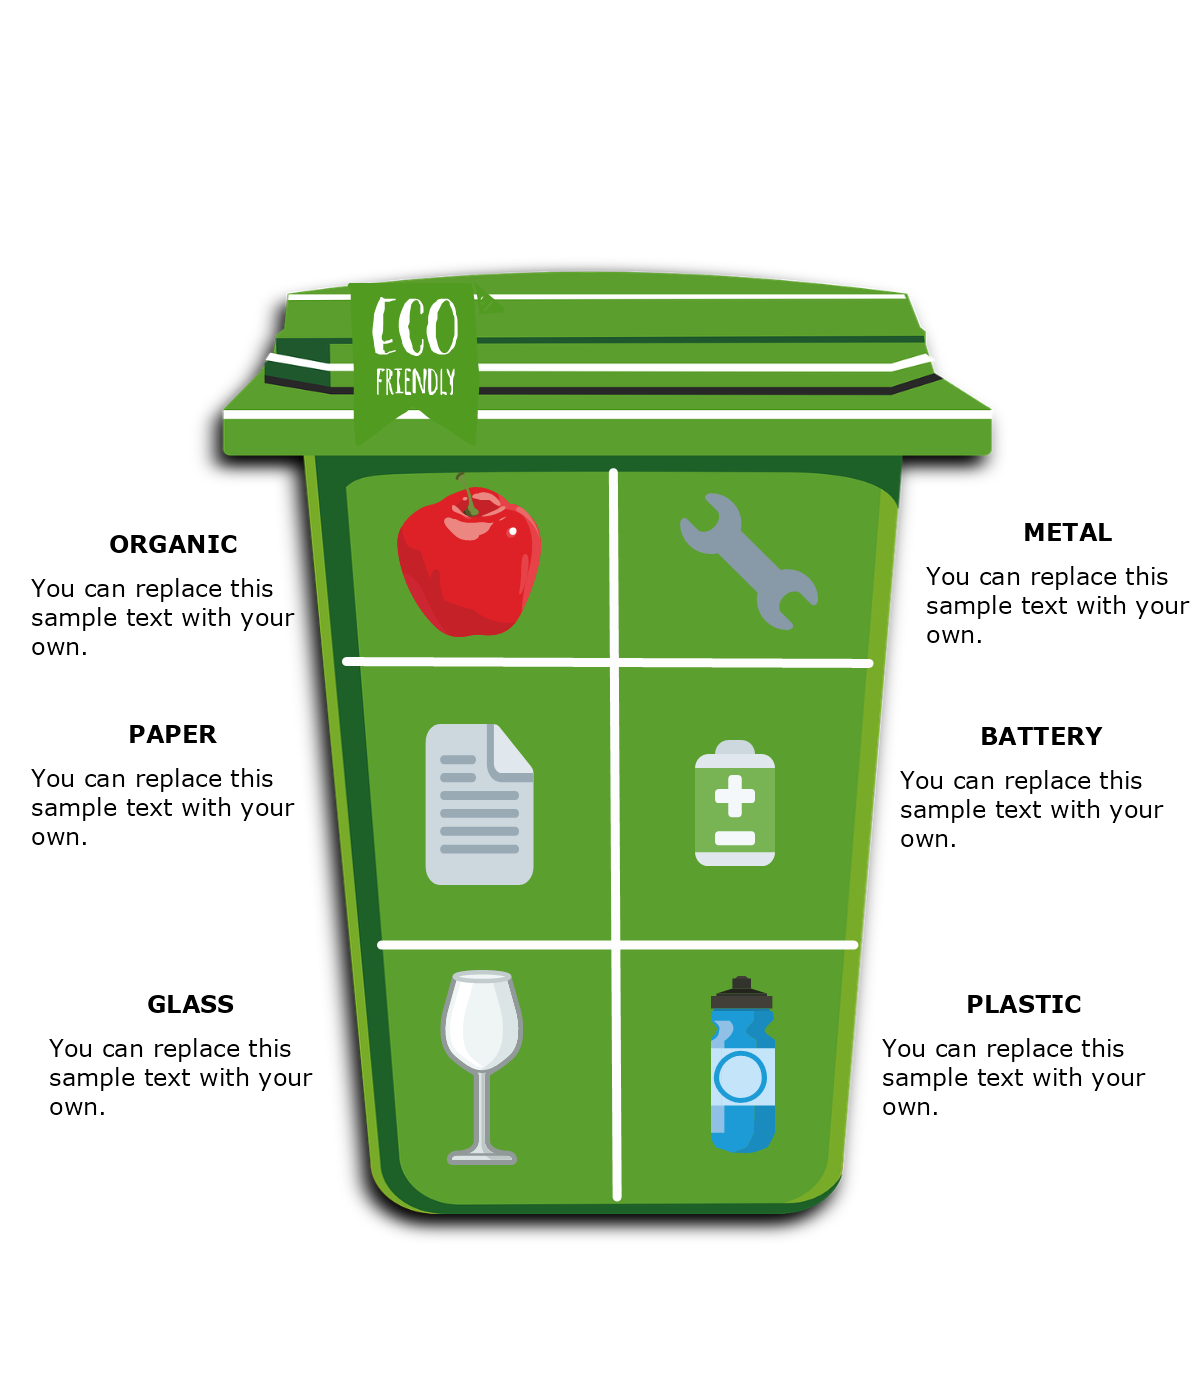 ECO
FRIENDLY
ORGANIC
You can replace this
sample text with your
own.
METAL
You can replace this
sample text with your
own.
PAPER
You can replace this
sample text with your
own.
BATTERY
You can replace this
sample text with your
own.
GLASS
You can replace this
sample text with your
own.
PLASTIC
You can replace this
sample text with your
own.